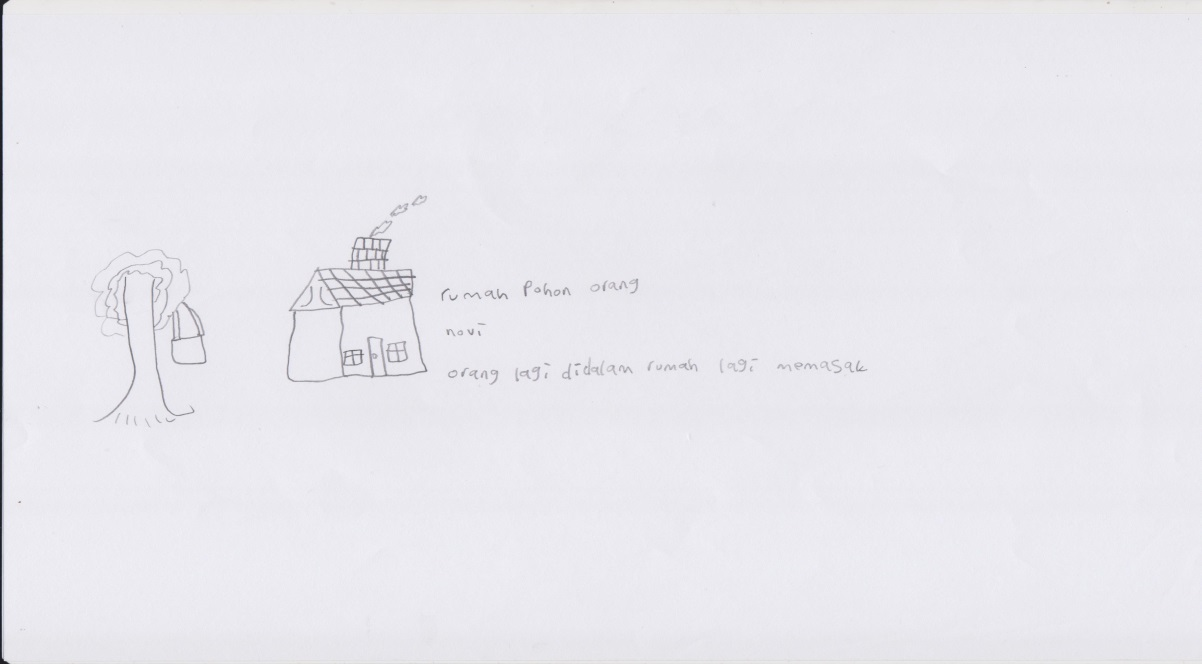 rumah Pohon orang
novi
orang lagi didalam rumah lagi memasak